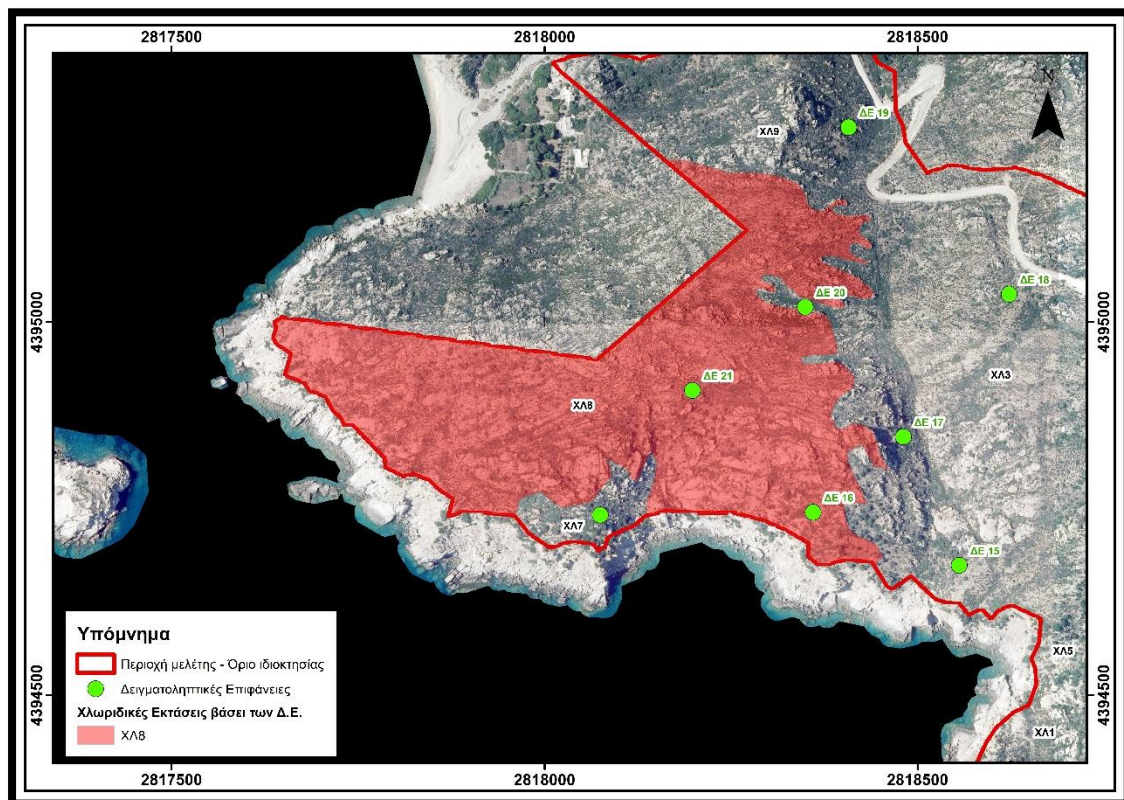 2817500
2818000
2818500
N
ΔΕ 19
ΧΛ9
ΔΕ 18
4395000
4395000
ΔΕ 20
ΧΛ3
ΔΕ 21
ΧΛ8
ΔΕ 17
ΔΕ 16
ΧΛ7
ΔΕ 15
Υπόμνημα
Περιοχή μελέτης - Όριο ιδιοκτησίας
Δειγματοληπτικές Επιφάνειες
Χλωριδικές Εκτάσεις βάσει των Δ.Ε.
ΧΛ8
ΧΛ5
4394500
4394500
ΧΛ1
2817500
2818000
2818500